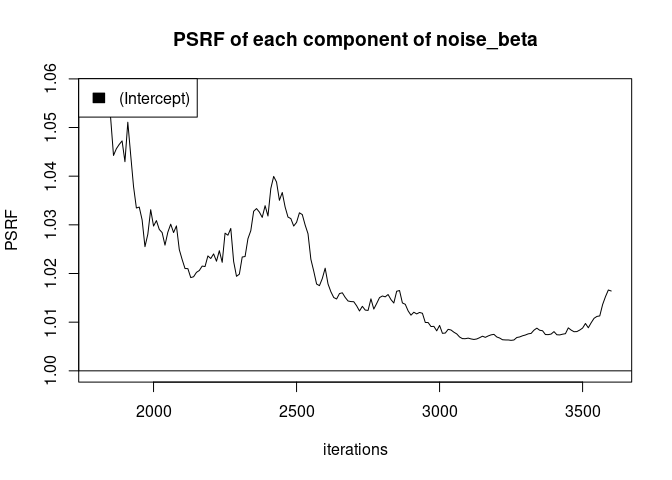 PSRF of each component of noise_beta
(Intercept)
PSRF
1.06
1.05
1.04
1.03
1.02
1.01
1.00
2000 2500 3000 3500
iterations